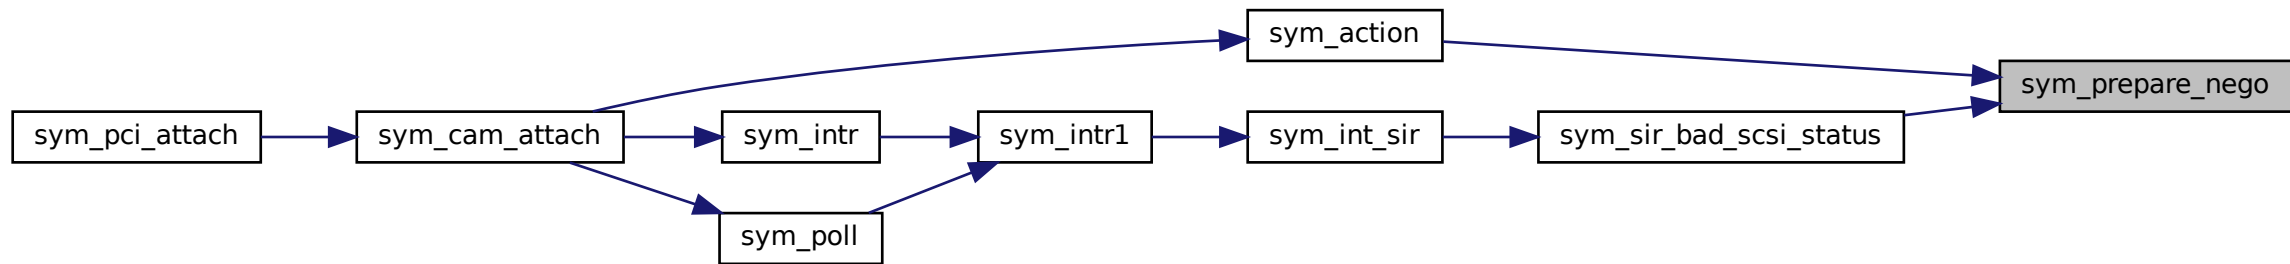 sym_action
sym_prepare_nego
sym_pci_attach
sym_cam_attach
sym_intr
sym_intr1
sym_int_sir
sym_sir_bad_scsi_status
sym_poll